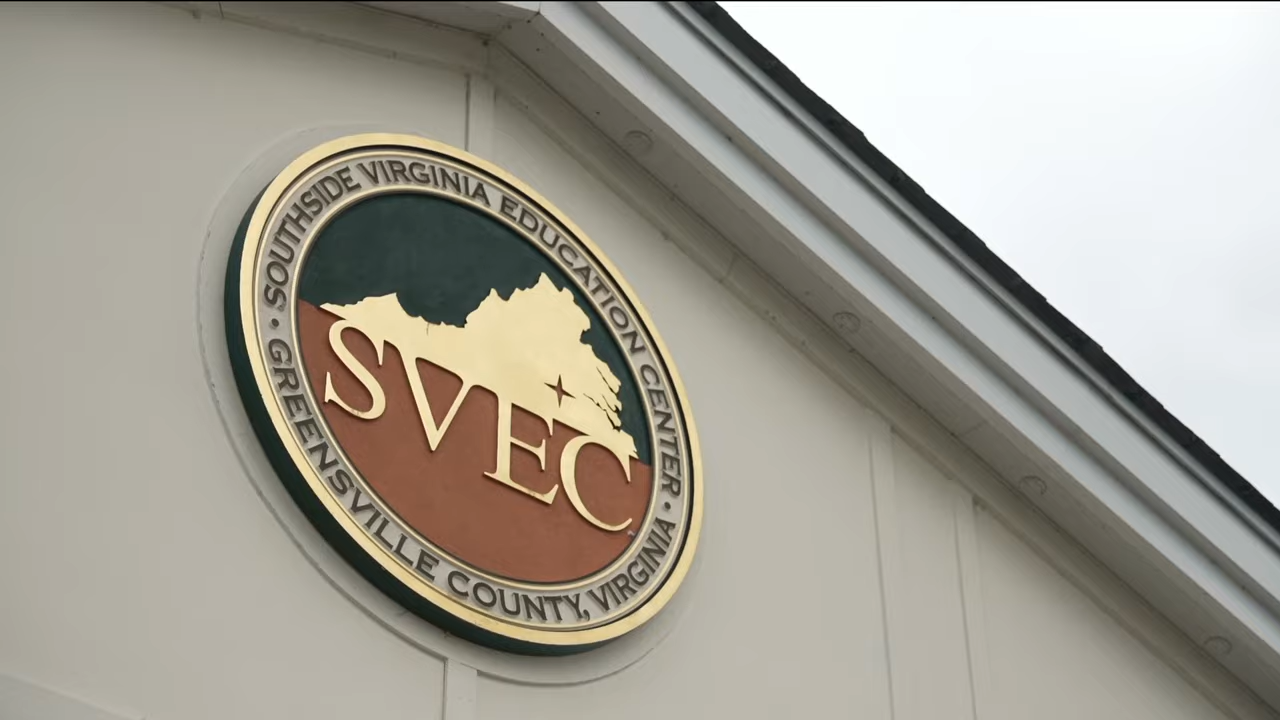 SOUTHSIDE VIRGINIA EDUCATION CENTER
SVEC
• GREENSVILLE COUNTY, VIRGINIA •